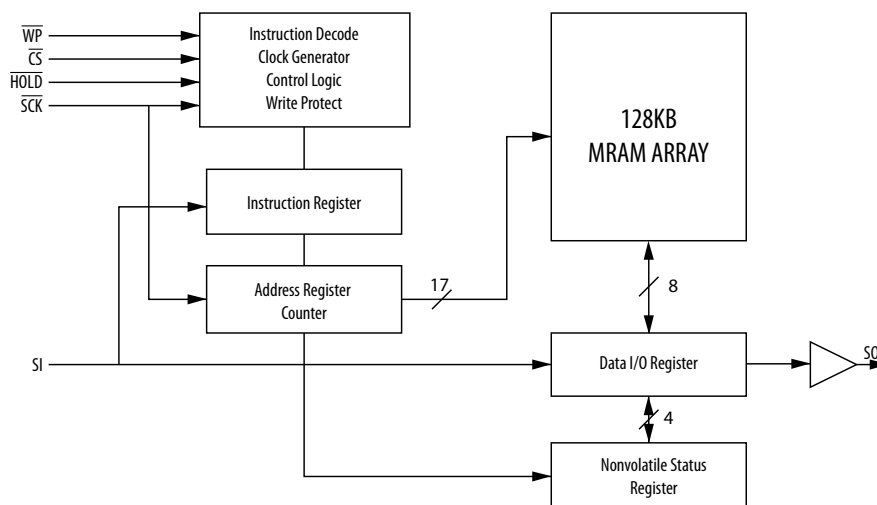 WP
CS
HOLD
SCK
Instruction Decode
Clock Generator
Control Logic
Write Protect
128KB
MRAM ARRAY
Instruction Register
Address Register
Counter
17
8
SI
Data I/O Register
SO
4
Nonvolatile Status
Register